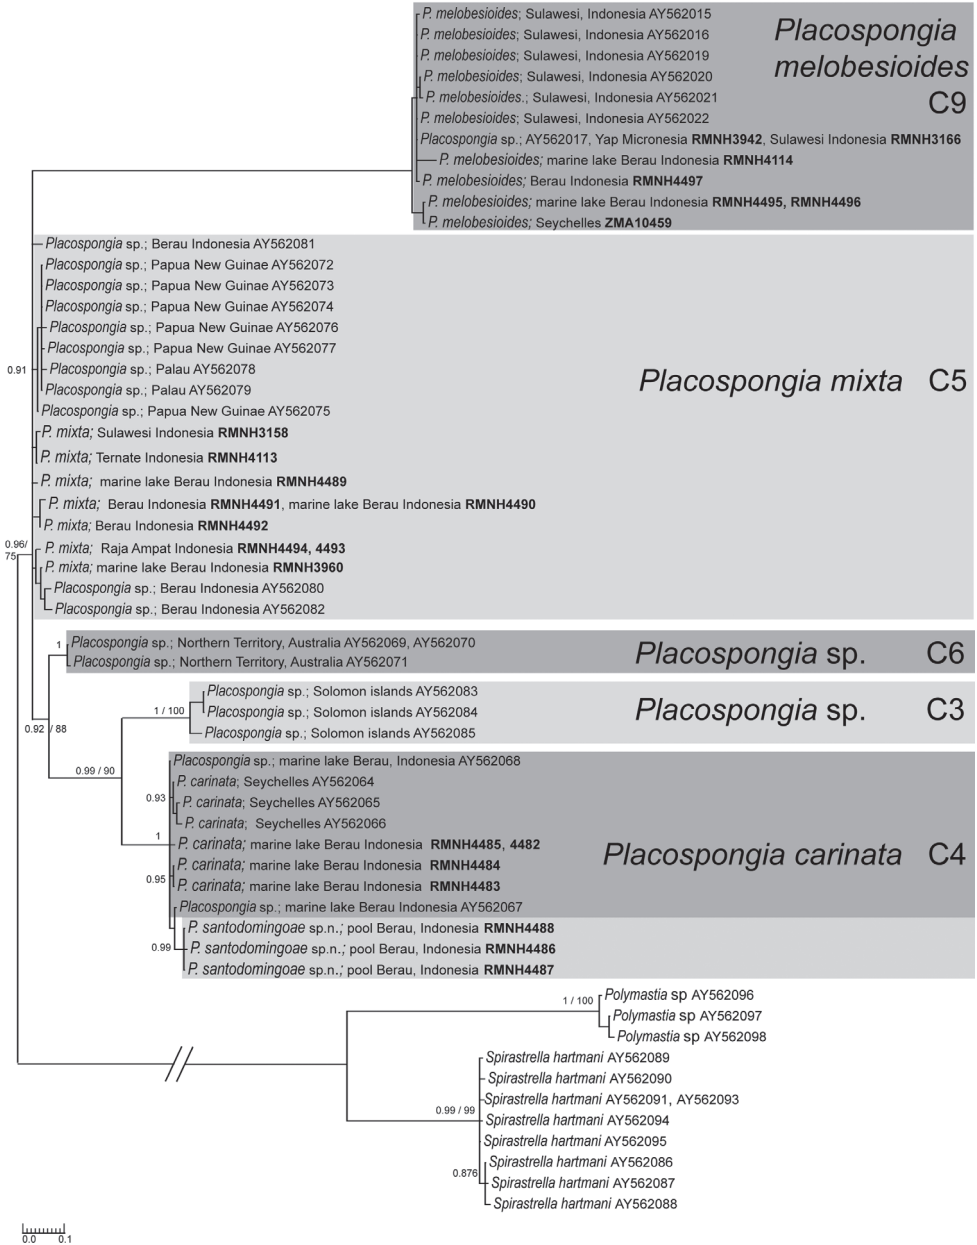 P. melobesioides; Sulawesi, Indonesia AY562015
P. melobesioides; Sulawesi, Indonesia AY562016
P. melobesioides; Sulawesi, Indonesia AY562019
P. melobesioides; Sulawesi, Indonesia AY562020
P. melobesioides.; Sulawesi, Indonesia AY562021
P. melobesioides; Sulawesi, Indonesia AY562022
Placospongia sp.; AY562017, Yap Micronesia RMNH3942, Sulawesi Indonesia RMNH3166
P. melobesioides; marine lake Berau Indonesia RMNH4114
P. melobesioides; Berau Indonesia RMNH4497
P. melobesioides; marine lake Berau Indonesia RMNH4495, RMNH4496
P. melobesioides; Seychelles ZMA10459
Placospongia
melobesioides
C9
Placospongia sp.; Berau Indonesia AY562081
Placospongia sp.; Papua New Guinae AY562072
Placospongia sp.; Papua New Guinae AY562073
Placospongia sp.; Papua New Guinae AY562074
Placospongia sp.; Papua New Guinae AY562076
Placospongia sp.; Papua New Guinae AY562077
Placospongia sp.; Palau AY562078
Placospongia sp.; Palau AY562079
Placospongia sp.; Papua New Guinae AY562075
P. mixta; Sulawesi Indonesia RMNH3158
P. mixta; Ternate Indonesia RMNH4113
P. mixta; marine lake Berau Indonesia RMNH4489
P. mixta; Berau Indonesia RMNH4491, marine lake Berau Indonesia RMNH4490
P. mixta; Berau Indonesia RMNH4492
P. mixta; Raja Ampat Indonesia RMNH4494, 4493
P. mixta; marine lake Berau Indonesia RMNH3960
Placospongia sp.; Berau Indonesia AY562080
Placospongia sp.; Berau Indonesia AY562082
Placospongia mixta C5
0.91
0.96/
75
Placospongia sp.; Northern Territory, Australia AY562069, AY562070
Placospongia sp.; Northern Territory, Australia AY562071
Placospongia sp. C6
1
Placospongia sp.; Solomon islands AY562083
Placospongia sp.; Solomon islands AY562084
Placospongia sp.; Solomon islands AY562085
Placospongia sp. C3
1 / 100
0.92 / 88
0.99 / 90
Placospongia sp.; marine lake Berau, Indonesia AY562068
P. carinata; Seychelles AY562064
P. carinata; Seychelles AY562065
P. carinata; Seychelles AY562066
P. carinata; marine lake Berau Indonesia RMNH4485, 4482
P. carinata; marine lake Berau Indonesia RMNH4484
P. carinata; marine lake Berau Indonesia RMNH4483
Placospongia sp.; marine lake Berau Indonesia AY562067
P. santodomingoae sp.n.; pool Berau, Indonesia RMNH4488
P. santodomingoae sp.n.; pool Berau, Indonesia RMNH4486
P. santodomingoae sp.n.; pool Berau, Indonesia RMNH4487
Placospongia carinata C4
0.93
1
0.95
0.99
Polymastia sp AY562096
Polymastia sp AY562097
Polymastia sp AY562098
1 / 100
Spirastrella hartmani AY562089
Spirastrella hartmani AY562090
Spirastrella hartmani AY562091, AY562093
Spirastrella hartmani AY562094
Spirastrella hartmani AY562095
Spirastrella hartmani AY562086
Spirastrella hartmani AY562087
Spirastrella hartmani AY562088
0.99 / 99
0.876
0.0 0.1